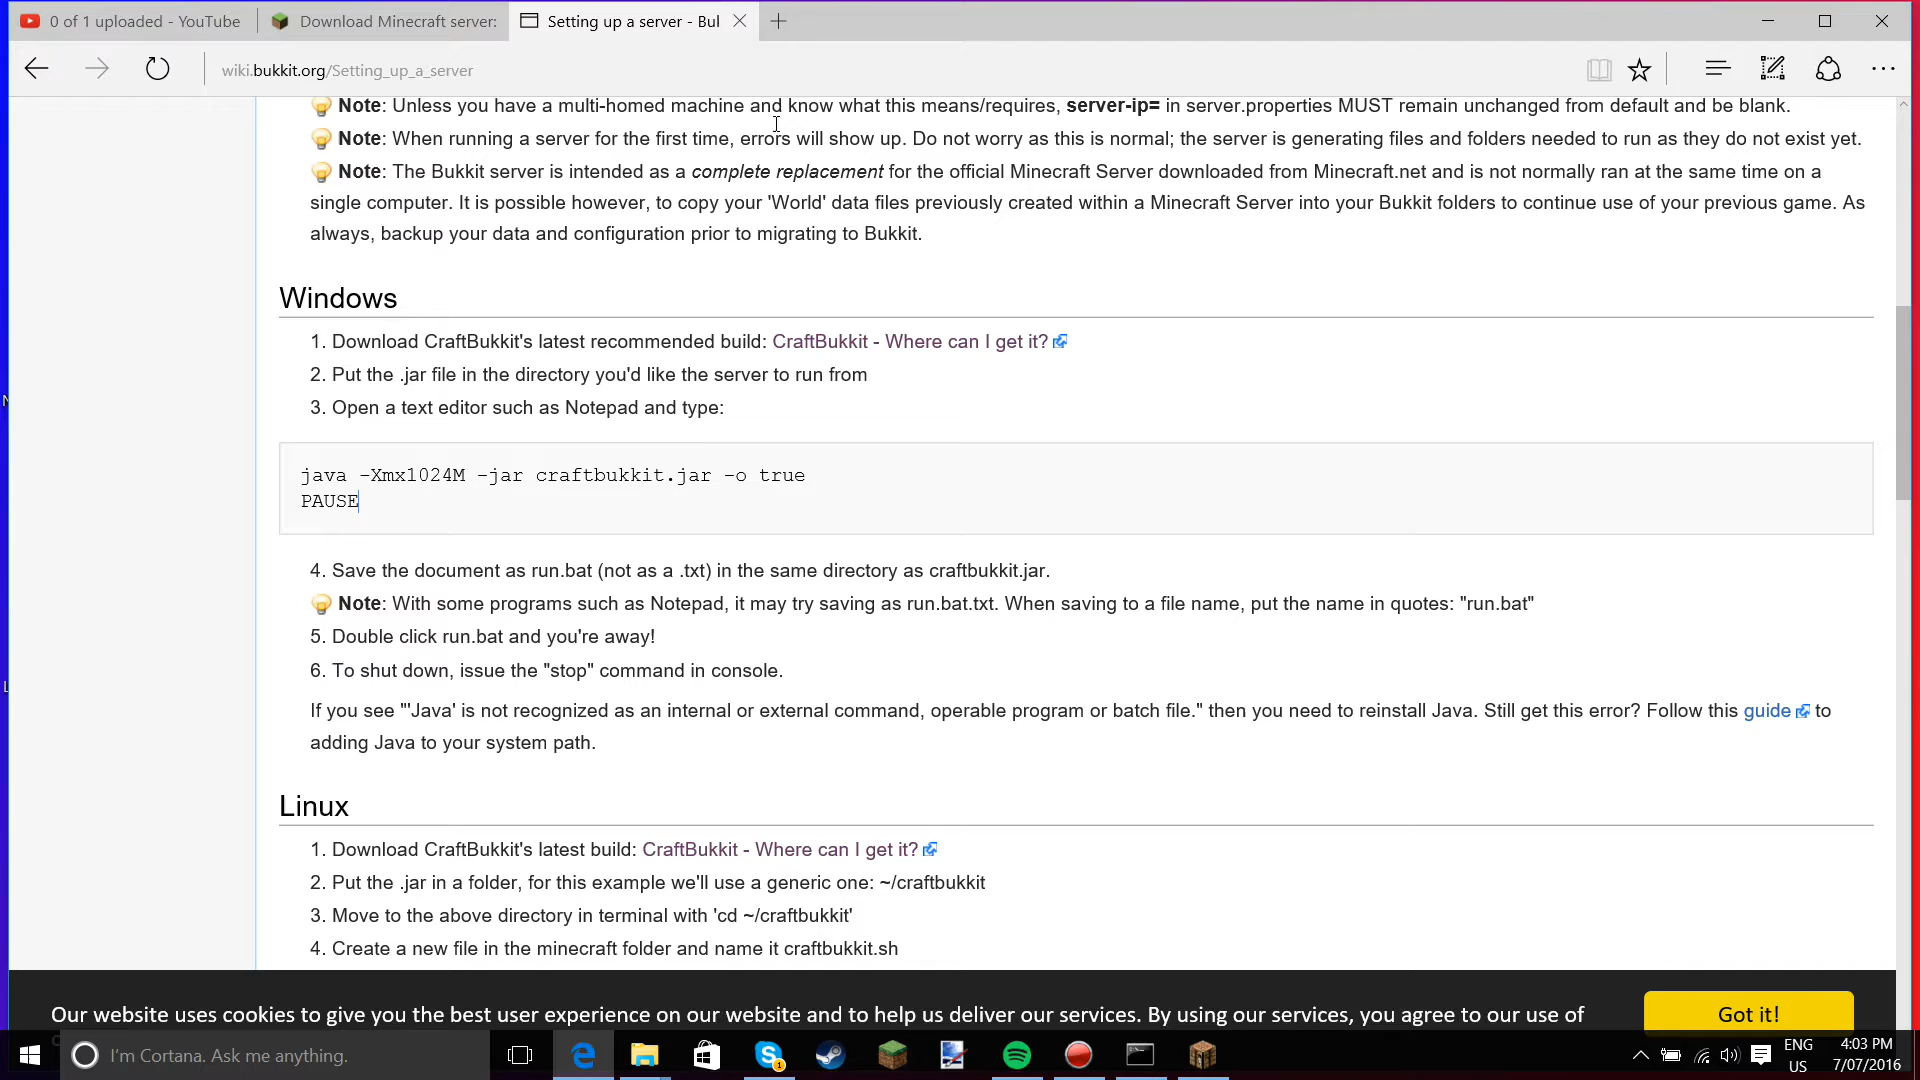 0 of 1 uploaded - YouTube
Download Minecraft server:
Setting up a server - Bul
wiki.bukkit.org/Setting_up_a_server
Note: Unless you have a multi-homed machine and know what this means/requires, server-ip= in server.properties MUST remain unchanged from default and be blank.
Note: When running a server for the first time, errors will show up. Do not worry as this is normal; the server is generating files and folders needed to run as they do not exist yet.
Note: The Bukkit server is intended as a complete replacement for the official Minecraft Server downloaded from Minecraft.net and is not normally ran at the same time on a
single computer. It is possible however, to copy your 'World' data files previously created within a Minecraft Server into your Bukkit folders to continue use of your previous game. As
always, backup your data and configuration prior to migrating to Bukkit.
Windows
1. Download CraftBukkit's latest recommended build: CraftBukkit - Where can I get it?
2. Put the .jar file in the directory you'd like the server to run from
3. Open a text editor such as Notepad and type:
java -Xmx1024M -jar craftbukkit.jar -o true
PAUSE
4. Save the document as run.bat (not as a .txt) in the same directory as craftbukkit.jar.
Note: With some programs such as Notepad, it may try saving as run.bat.txt. When saving to a file name, put the name in quotes: "run.bat"
5. Double click run.bat and you're away!
6. To shut down, issue the "stop" command in console.
If you see "'Java' is not recognized as an internal or external command, operable program or batch file." then you need to reinstall Java. Still get this error? Follow this guide to
adding Java to your system path.
Linux
1. Download CraftBukkit's latest build: CraftBukkit - Where can I get it?
2. Put the .jar in a folder, for this example we'll use a generic one: ~/craftbukkit
3. Move to the above directory in terminal with 'cd ~/craftbukkit'
4. Create a new file in the minecraft folder and name it craftbukkit.sh
Our website uses cookies to give you the best user experience on our website and to help us deliver our services. By using our services, you agree to our use of
Got it!
I'm Cortana. Ask me anything.
1
ENG
US
4:03 PM
7/07/2016